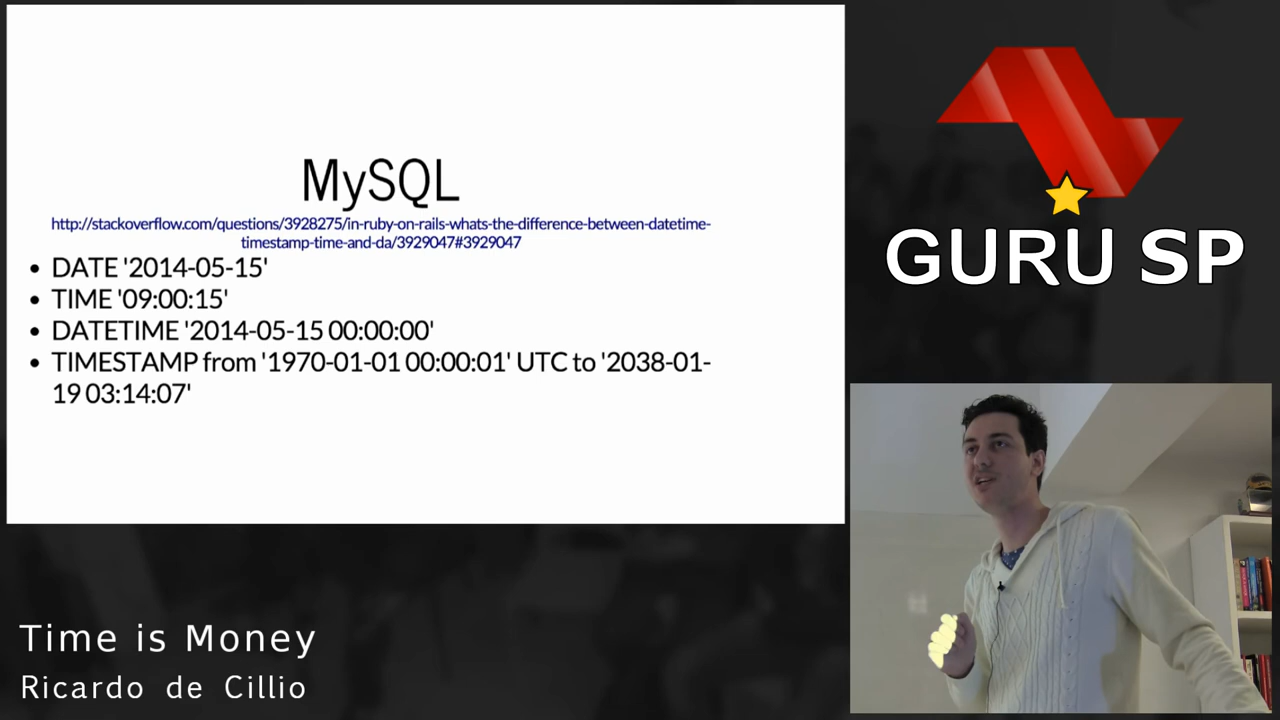 MySQL
http://stackoverflow.com/questions/3928275/in-ruby-on-rails-whats-the-difference-between-datetime-
timestamp-time-and-da/3929047#3929047
• DATE '2014-05-15'
• TIME '09:00:15'
• DATETIME '2014-05-15 00:00:00'
• TIMESTAMP from '1970-01-01 00:00:01' UTC to '2038-01-
19 03:14:07'
GURU SP
Time is Money
Ricardo de Cillio